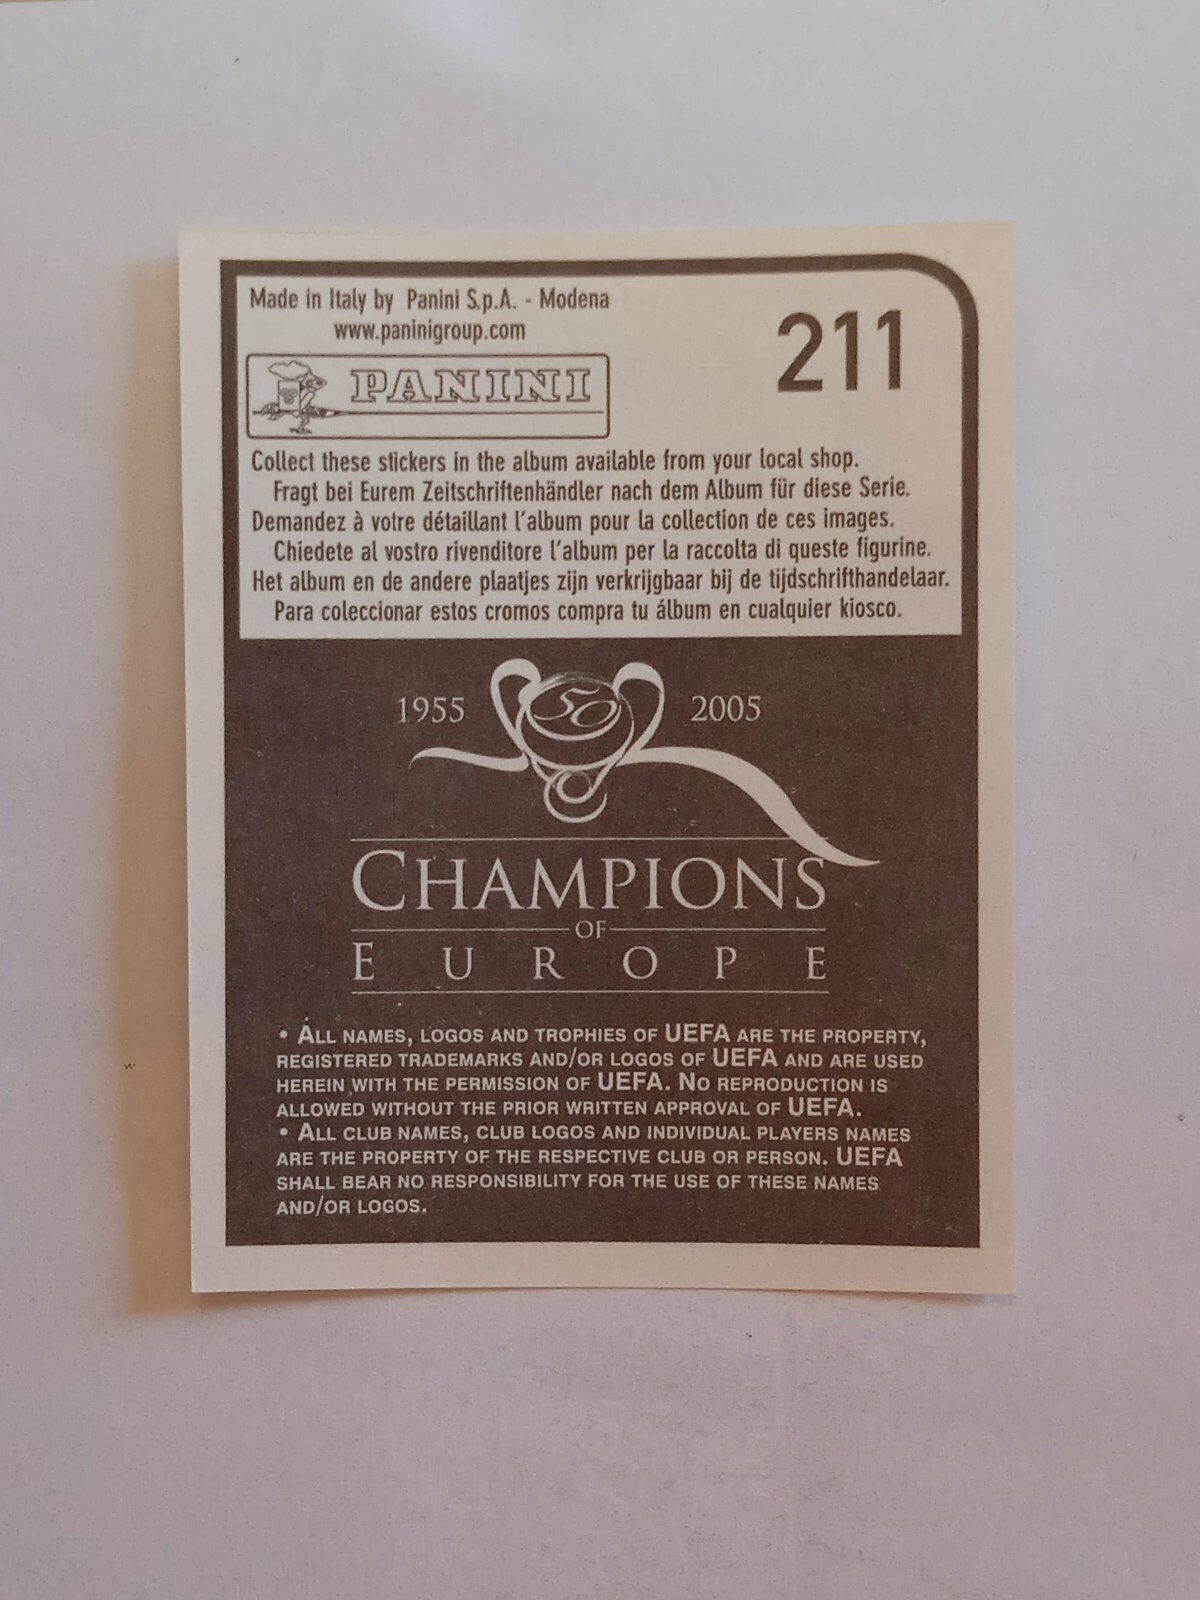 Made in Italy by Panini S.p.A. - Modena
www.paninigroup.com
211
PANINI
Collect these stickers in the album available from your local shop.
Fragt bei Eurem Zeitschriftenhändler nach dem Album für diese Serie.
Demandez à votre détaillant l'album pour la collection de ces images.
Chiedete al vostro rivenditore l'album per la raccolta di queste figurine.
Het album en de andere plaatjes zijn verkrijgbaar bij de tijdschrifthandelaar.
Para coleccionar estos cromos compra tu álbum en cualquier kiosco.
1955 50 2005
CHAMPIONS
OF
EUROPE
• ALL NAMES, LOGOS AND TROPHIES OF UEFA ARE THE PROPERTY,
REGISTERED TRADEMARKS AND/OR LOGOS OF UEFA AND ARE USED
HEREIN WITH THE PERMISSION OF UEFA. NO REPRODUCTION IS
ALLOWED WITHOUT THE PRIOR WRITTEN APPROVAL OF UEFA.
• ALL CLUB NAMES, CLUB LOGOS AND INDIVIDUAL PLAYERS NAMES
ARE THE PROPERTY OF THE RESPECTIVE CLUB OR PERSON. UEFA
SHALL BEAR NO RESPONSIBILITY FOR THE USE OF THESE NAMES
AND/OR LOGOS.